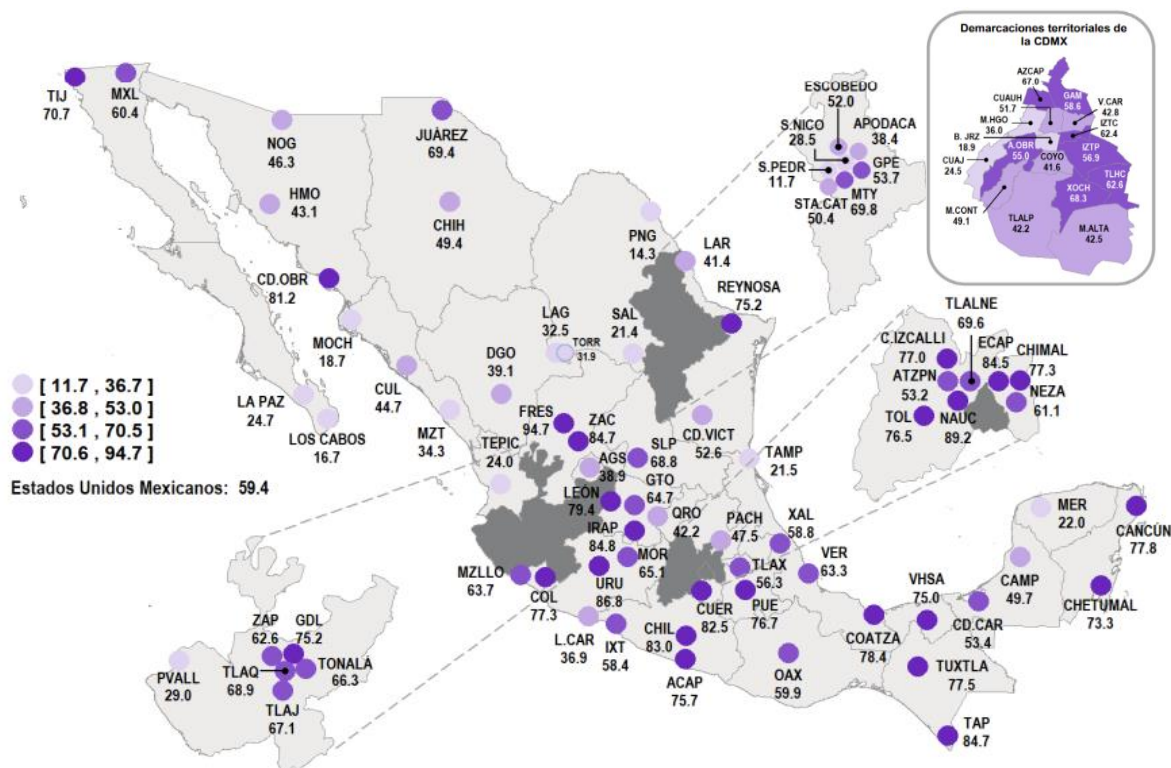 Demarcaciones territoriales de
la CDMX
AZCAP
67.0
GAM
58.6
CUAUH
51.7
V.CAR
42.8
M.HGO
36.0
IZTC
62.4
B. JRZ
18.9
A.OBR
55.0
IZTP
56.9
CUAJ
24.5
COYO
41.6
TLHC
62.6
XOCH
68.3
M.CONT
49.1
TLALP
42.2
M.ALTA
42.5
TIJ
70.7
MXL
60.4
NOG
46.3
JUÁREZ
69.4
HMO
43.1
CHIH
49.4
CD.OBR
81.2
MOCH
18.7
LA PAZ
24.7
LOS CABOS
16.7
CUL
44.7
MZT
34.3
DGO
39.1
LAG
32.5
TORR
31.9
SAL
21.4
PNG
14.3
LAR
41.4
REYNOSA
75.2
ESCOBEDO
52.0
S.NICO
28.5
APODACA
38.4
S.PEDR
11.7
GPE
53.7
STA.CAT
50.4
MTY
69.8
FRES
94.7
ZAC
84.7
TEPIC
24.0
AGS
38.9
SLP
68.8
CD.VICT
52.6
TAMP
21.5
LEÓN
79.4
GTO
64.7
QRO
42.2
IRAP
84.8
MOR
65.1
PACH
47.5
XAL
58.8
TLAX
56.3
VER
63.3
MZLLO
63.7
COL
77.3
URU
86.8
L.CAR
36.9
IXT
58.4
CUER
82.5
PUE
76.7
CHIL
83.0
ACAP
75.7
OAX
59.9
COATZA
78.4
VHSA
75.0
CD.CAR
53.4
TUXTLA
77.5
TAP
84.7
MER
22.0
CANCÚN
77.8
CAMP
49.7
CHETUMAL
73.3
TLALNE
69.6
C.IZCALLI
77.0
ECAP
84.5
CHIMAL
77.3
ATZPN
53.2
NEZA
61.1
TOL
76.5
NAUC
89.2
ZAP
62.6
GDL
75.2
TLAQ
68.9
TONALÁ
66.3
PVALL
29.0
TLAJ
67.1
[ 11.7 , 36.7 ]
[ 36.8 , 53.0 ]
[ 53.1 , 70.5 ]
[ 70.6 , 94.7 ]
Estados Unidos Mexicanos: 59.4